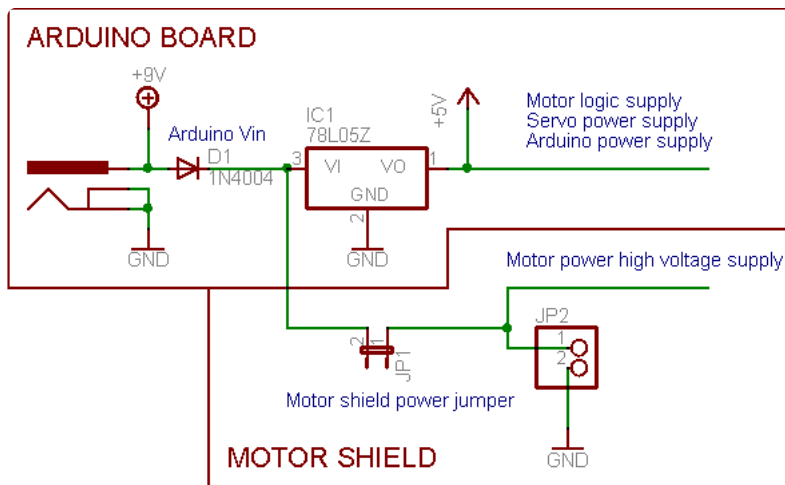 ARDUINO BOARD
+9V
Arduino Vin
D1
1N4004
IC1
78L05Z
3
VI
VO
1
GND
2
GND
GND
+5V
Motor logic supply
Servo power supply
Arduino power supply
Motor power high voltage supply
JP2
1
2
2
1
JP1
Motor shield power jumper
GND
MOTOR SHIELD